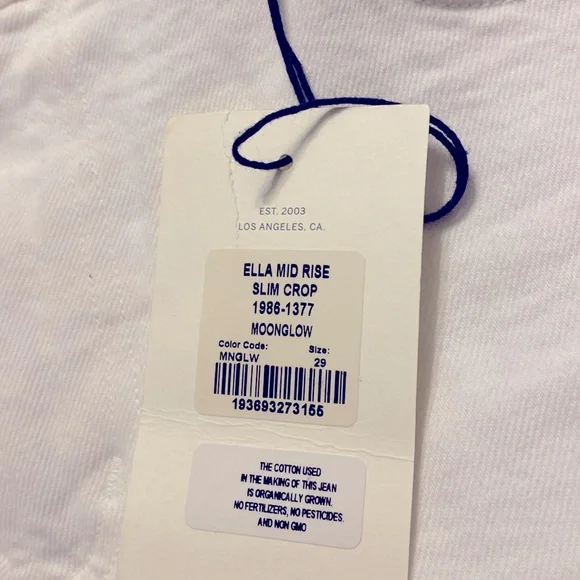 EST. 2003
LOS ANGELES, CA.
ELLA MID RISE
SLIM CROP
1986-1377
MOONGLOW
Color Code: Size:
MNGLW 29
193693273155
THE COTTON USED
IN THE MAKING OF THIS JEAN
IS ORGANICALLY GROWN.
NO FERTILIZERS, NO PESTICIDES,
AND NON GMO